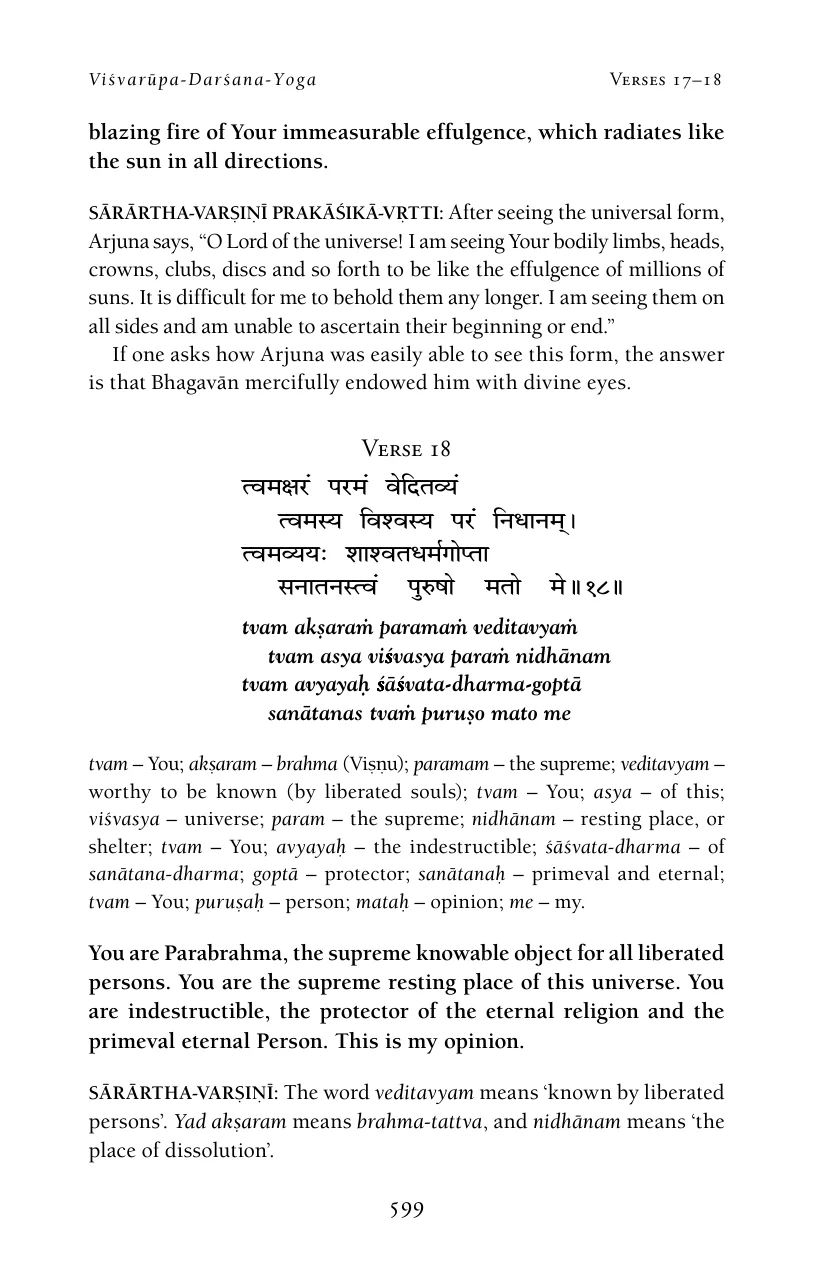 Viśvarūpa-Darśana-Yoga Verses 17–18
blazing fire of Your immeasurable effulgence, which radiates like
the sun in all directions.
SĀRĀRTHA-VARṢIṆĪ PRAKĀŚIKĀ-VṚTTI: After seeing the universal form,
Arjuna says, “O Lord of the universe! I am seeing Your bodily limbs, heads,
crowns, clubs, discs and so forth to be like the effulgence of millions of
suns. It is difficult for me to behold them any longer. I am seeing them on
all sides and am unable to ascertain their beginning or end.”
If one asks how Arjuna was easily able to see this form, the answer
is that Bhagavān mercifully endowed him with divine eyes.
Verse 18
त्वमक्षरं परमं वेदितव्यं
त्वमस्य विश्वस्य परं निधानम्।
त्वमव्ययः शाश्वतधर्मगोप्ता
सनातनस्त्वं पुरुषो मतो मे॥१८॥
tvam akṣaraṁ paramaṁ veditavyaṁ
tvam asya viśvasya paraṁ nidhānam
tvam avyayaḥ śāśvata-dharma-goptā
sanātanas tvaṁ puruṣo mato me
tvam – You; akṣaram – brahma (Viṣṇu); paramam – the supreme; veditavyam –
worthy to be known (by liberated souls); tvam – You; asya – of this;
viśvasya – universe; param – the supreme; nidhānam – resting place, or
shelter; tvam – You; avyayaḥ – the indestructible; śāśvata-dharma – of
sanātana-dharma; goptā – protector; sanātanaḥ – primeval and eternal;
tvam – You; puruṣaḥ – person; mataḥ – opinion; me – my.
You are Parabrahma, the supreme knowable object for all liberated
persons. You are the supreme resting place of this universe. You
are indestructible, the protector of the eternal religion and the
primeval eternal Person. This is my opinion.
SĀRĀRTHA-VARṢIṆĪ: The word veditavyam means ‘known by liberated
persons’. Yad akṣaram means brahma-tattva, and nidhānam means ‘the
place of dissolution’.
599